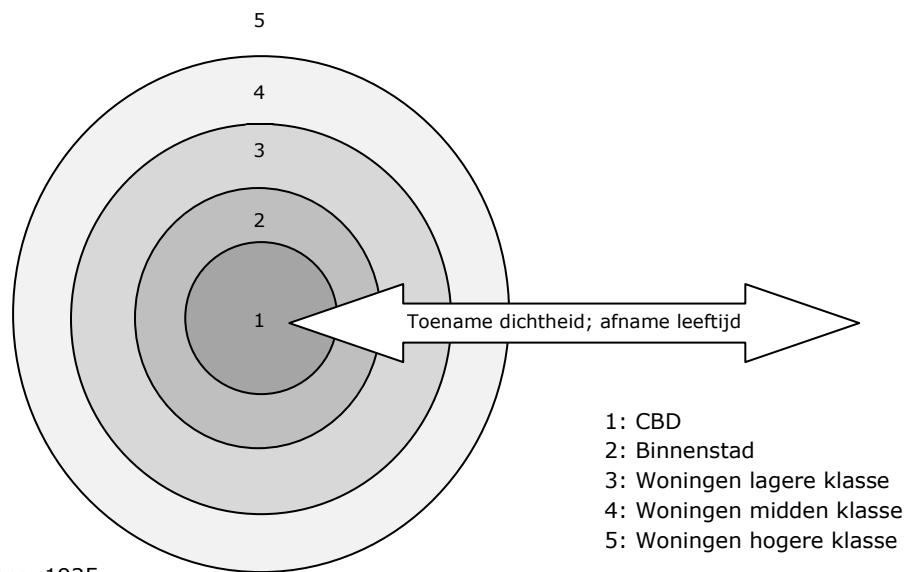 5
4
3
2
1
Toename dichtheid; afname leeftijd
1: CBD
2: Binnenstad
3: Woningen lagere klasse
4: Woningen midden klasse
5: Woningen hogere klasse